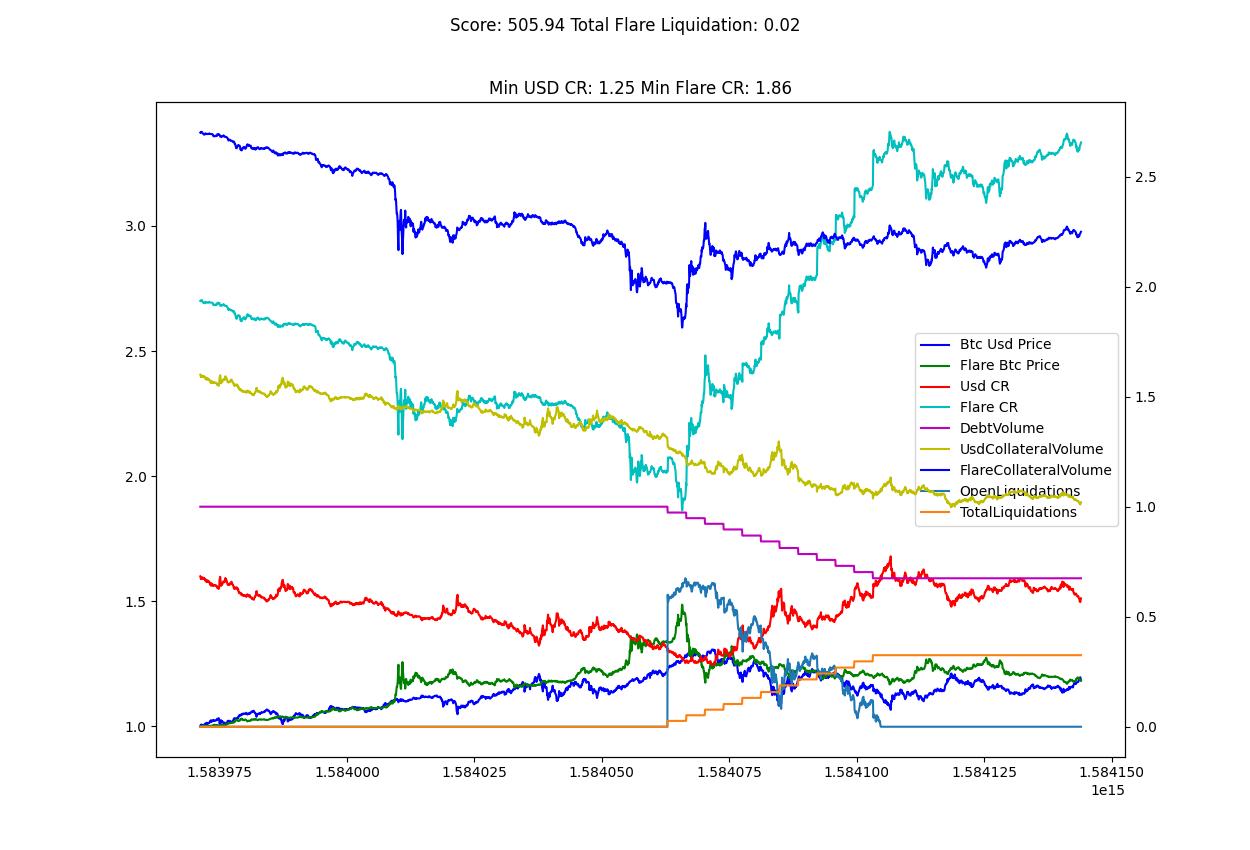 Score: 505.94 Total Flare Liquidation: 0.02
Min USD CR: 1.25 Min Flare CR: 1.86
3.0
2.5
2.0
1.5
1.0
2.5
2.0
1.5
1.0
0.5
0.0
Btc Usd Price
Flare Btc Price
Usd CR
Flare CR
DebtVolume
UsdCollateralVolume
FlareCollateralVolume
OpenLiquidations
TotalLiquidations
1.583975 1.584000 1.584025 1.584050 1.584075 1.584100 1.584125 1.584150
1e15